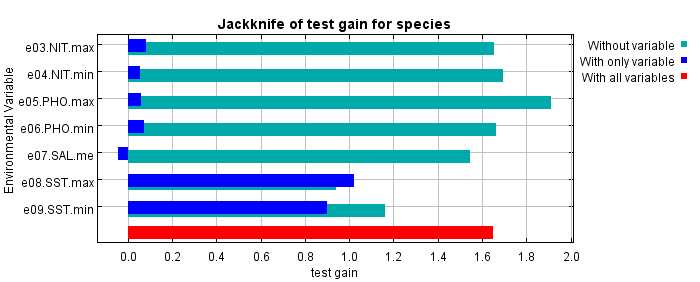 Jackknife of test gain for species
Environmental Variable
e03.NIT.max
e04.NIT.min
e05.PHO.max
e06.PHO.min
e07.SAL.me
e08.SST.max
e09.SST.min
0.0 0.2 0.4 0.6 0.8 1.0 1.2 1.4 1.6 1.8 2.0
test gain
Without variable
With only variable
With all variables